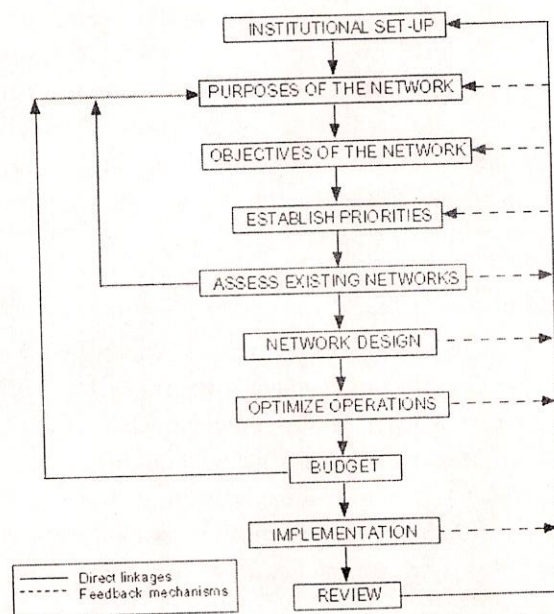 INSTITUTIONAL SET-UP
PURPOSES OF THE NETWORK
OBJECTIVES OF THE NETWORK
ESTABLISH PRIORITIES
ASSESS EXISTING NETWORKS
NETWORK DESIGN
OPTIMIZE OPERATIONS
BUDGET
IMPLEMENTATION
Direct linkages
Feedback mechanisms
REVIEW